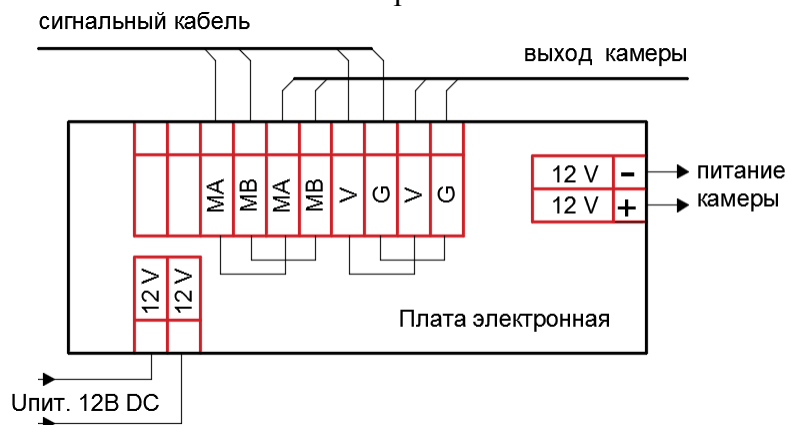 сигнальный кабель
выход камеры
MA MB MA MB V G V G
12 V -
питание
12 V +
камеры
12 V 12 V
Плата электронная
Uпит. 12В DC